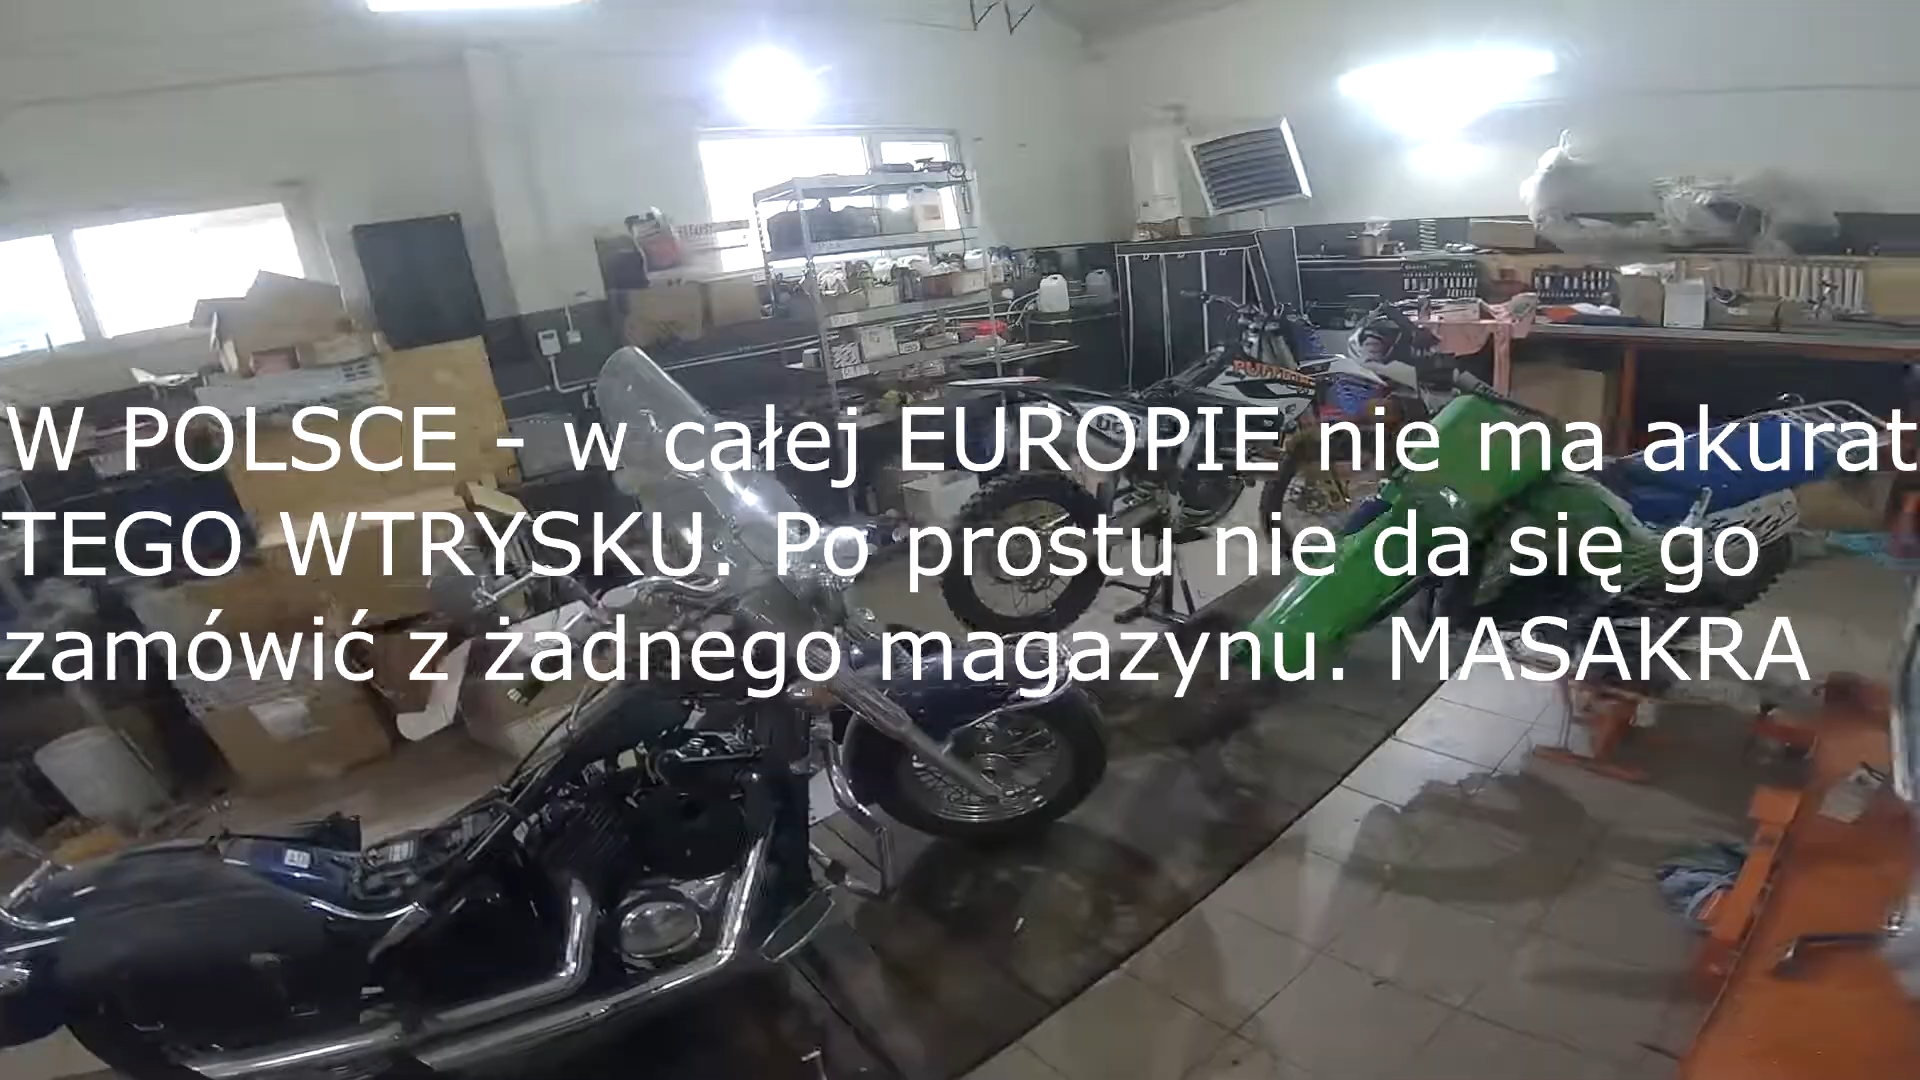 W POLSCE - w całej EUROPIE nie ma akurat
TEGO WTRYSKU. Po prostu nie da się go
zamówić z żadnego magazynu. MASAKRA